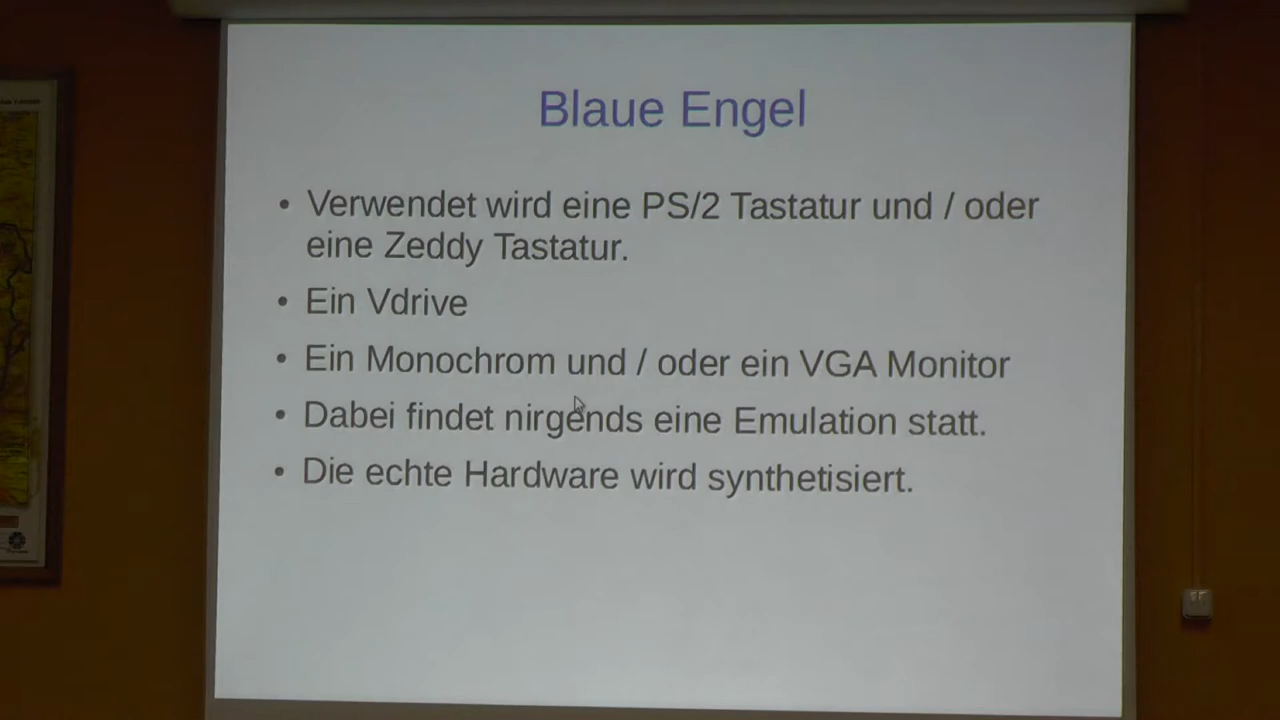 Blaue Engel
• Verwendet wird eine PS/2 Tastatur und / oder
eine Zeddy Tastatur.
• Ein Vdrive
• Ein Monochrom und / oder ein VGA Monitor
• Dabei findet nirgends eine Emulation statt.
• Die echte Hardware wird synthetisiert.